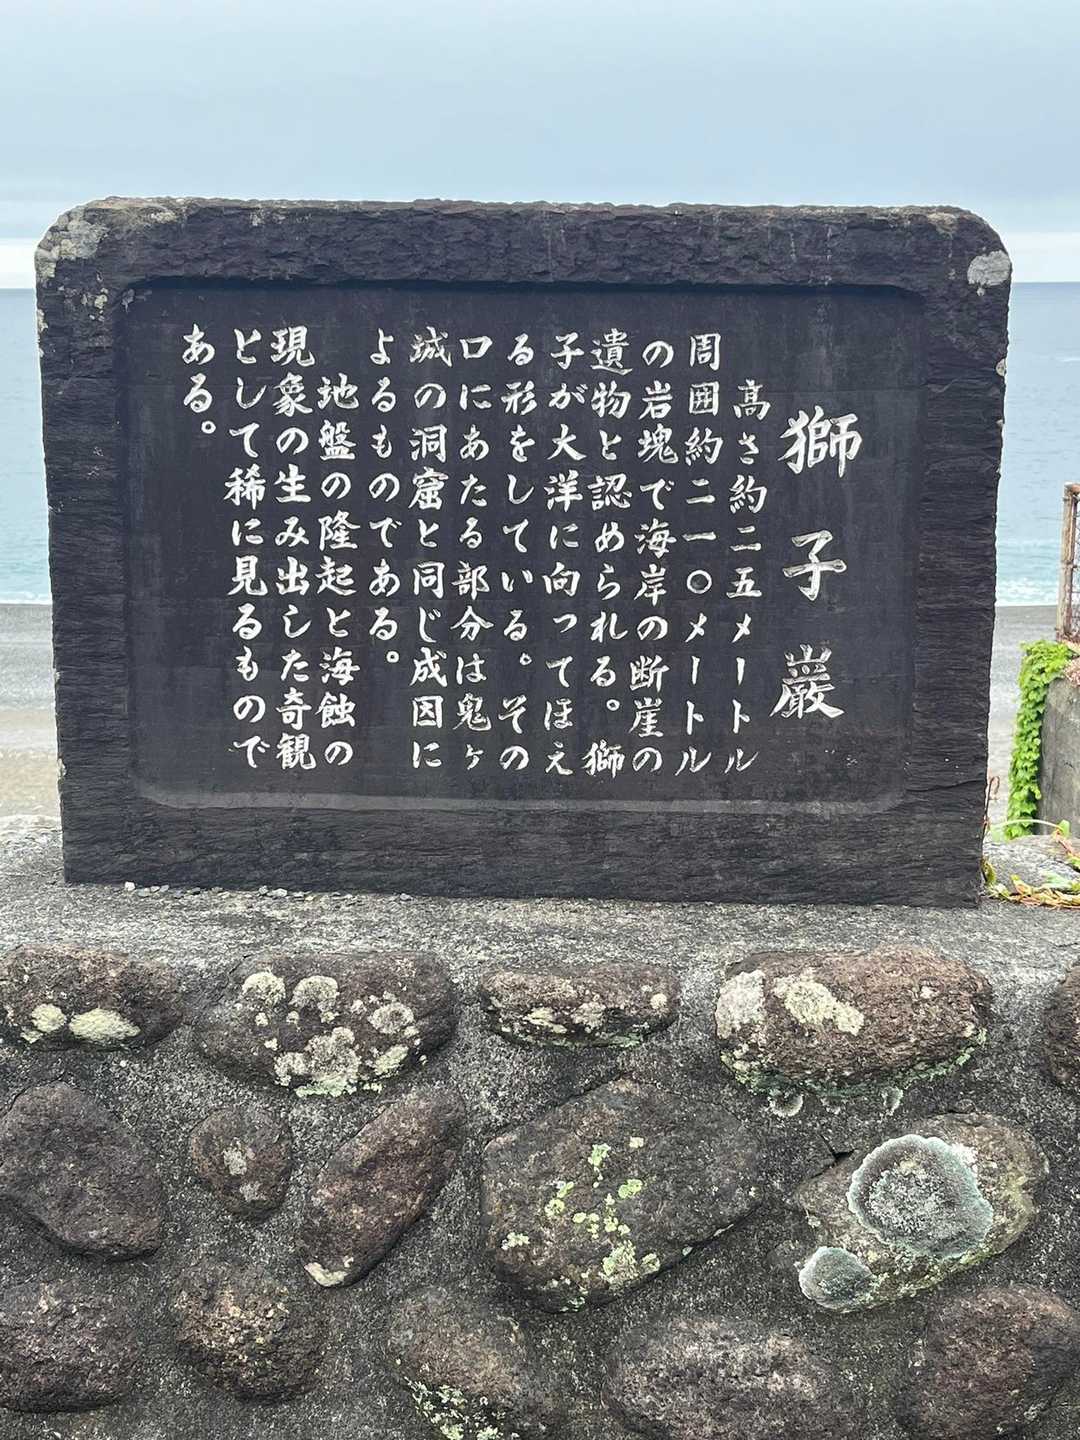 獅子巖
高さ約二五メートル
周囲約二一〇メートル
の岩塊で海岸の断崖の
遺物と認められる。獅
子が大洋に向ってほえ
る形をしている。その
口にあたる部分は鬼ヶ
城の洞窟と同じ成因に
よるものである。
地盤の隆起と海蝕の
現象の生み出した奇観
として稀に見るもので
ある。